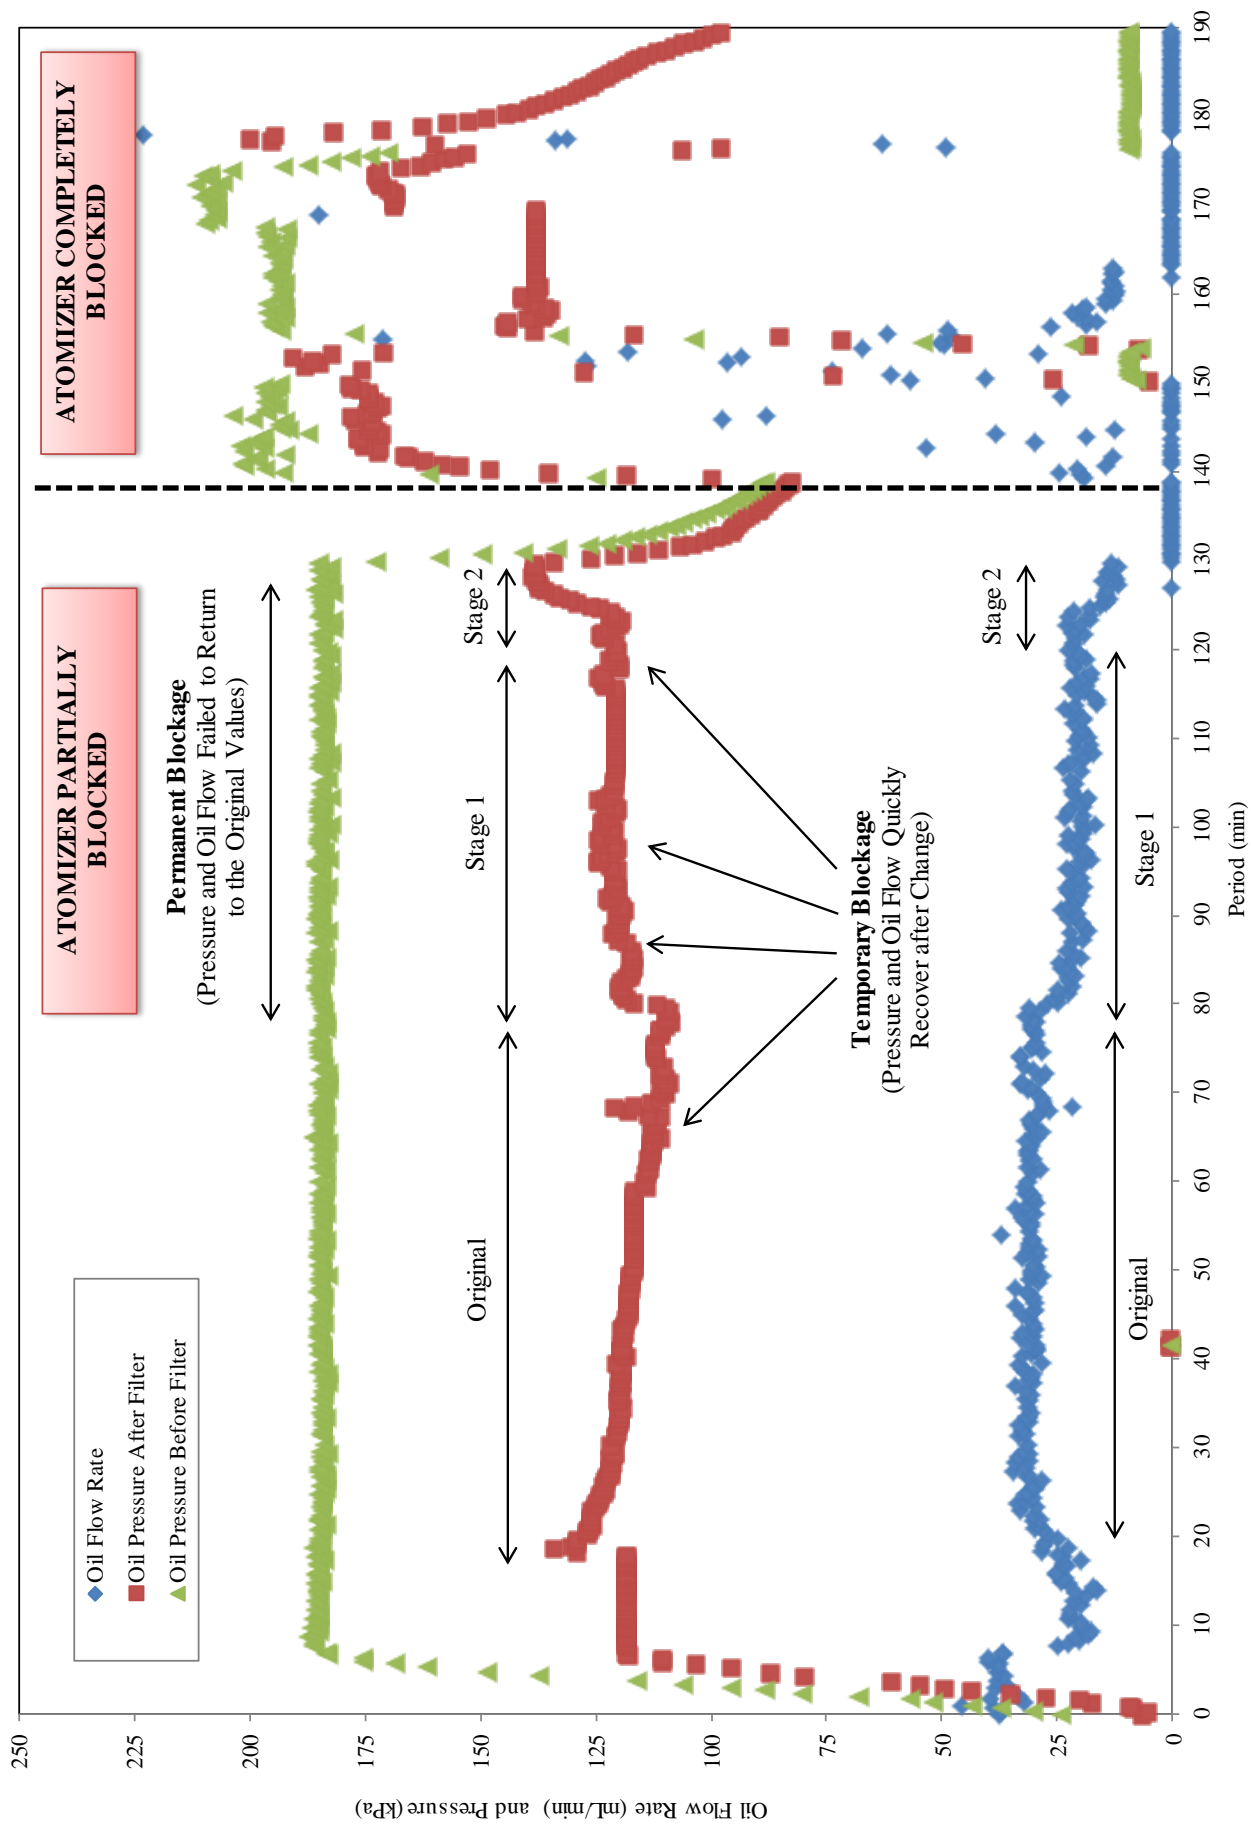 ATOMIZER PARTIALLY
BLOCKED
ATOMIZER COMPLETELY
BLOCKED
Oil Flow Rate
Oil Pressure After Filter
Oil Pressure Before Filter
Permanent Blockage
(Pressure and Oil Flow Failed to Return
to the Original Values)
Original
Stage 1
Stage 2
Temporary Blockage
(Pressure and Oil Flow Quickly
Recover after Change)
Original
Stage 1
Stage 2
Oil Flow Rate (mL/min) and Pressure (kPa)
250
225
200
175
150
125
100
75
50
25
0
0 10 20 30 40 50 60 70 80 90 100 110 120 130 140 150 160 170 180 190
Period (min)